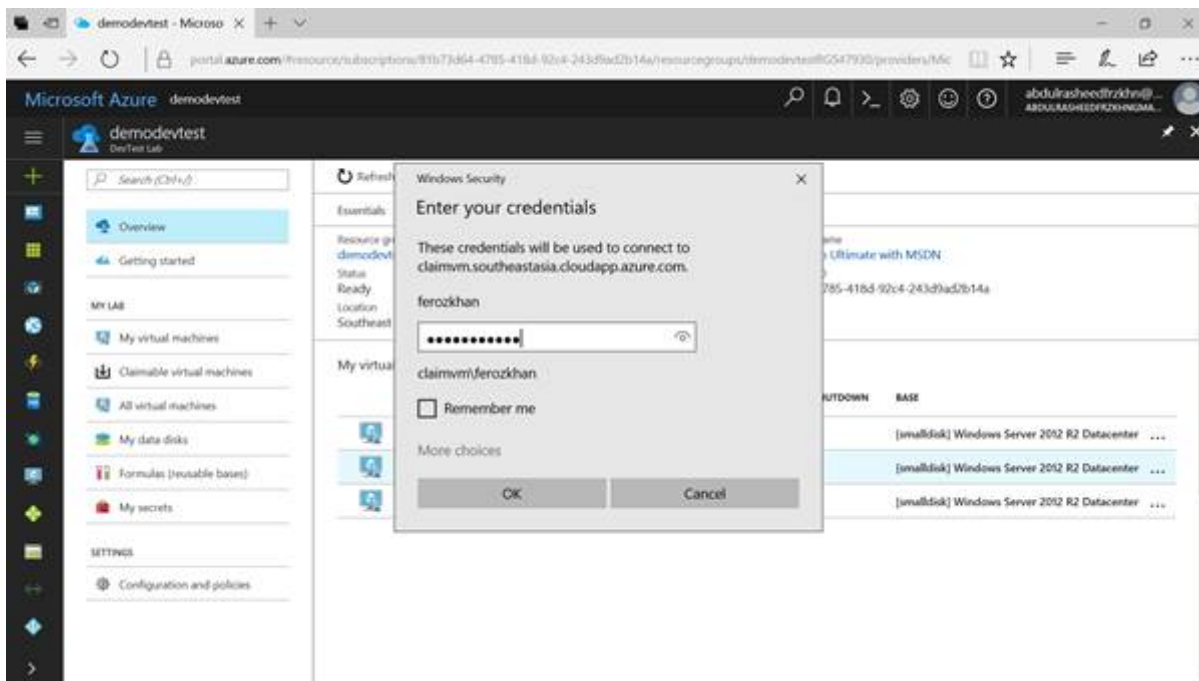 demodevtest - Microso
Microsoft Azure demodevtest
abdulrasheedfrzkhn@...
demodevtest
DevTest Lab
Search (Ctrl+/)
Overview
Getting started
MY LAB
My virtual machines
Claimable virtual machines
All virtual machines
My data disks
Formulas (reusable bases)
My secrets
SETTINGS
Configuration and policies
Refresh
Essentials
Resource
demodevt
Status
Ready
Location
Southeast
Ultimate with MSDN
785-418d-92c4-243d9ad2b14a
My virtual
UTDOWN BASE
[smalldisk] Windows Server 2012 R2 Datacenter ...
[smalldisk] Windows Server 2012 R2 Datacenter ...
[smalldisk] Windows Server 2012 R2 Datacenter ...
Windows Security
Enter your credentials
These credentials will be used to connect to
claimvm.southeastasia.cloudapp.azure.com.
ferozkhan
claimvm\ferozkhan
Remember me
More choices
OK Cancel